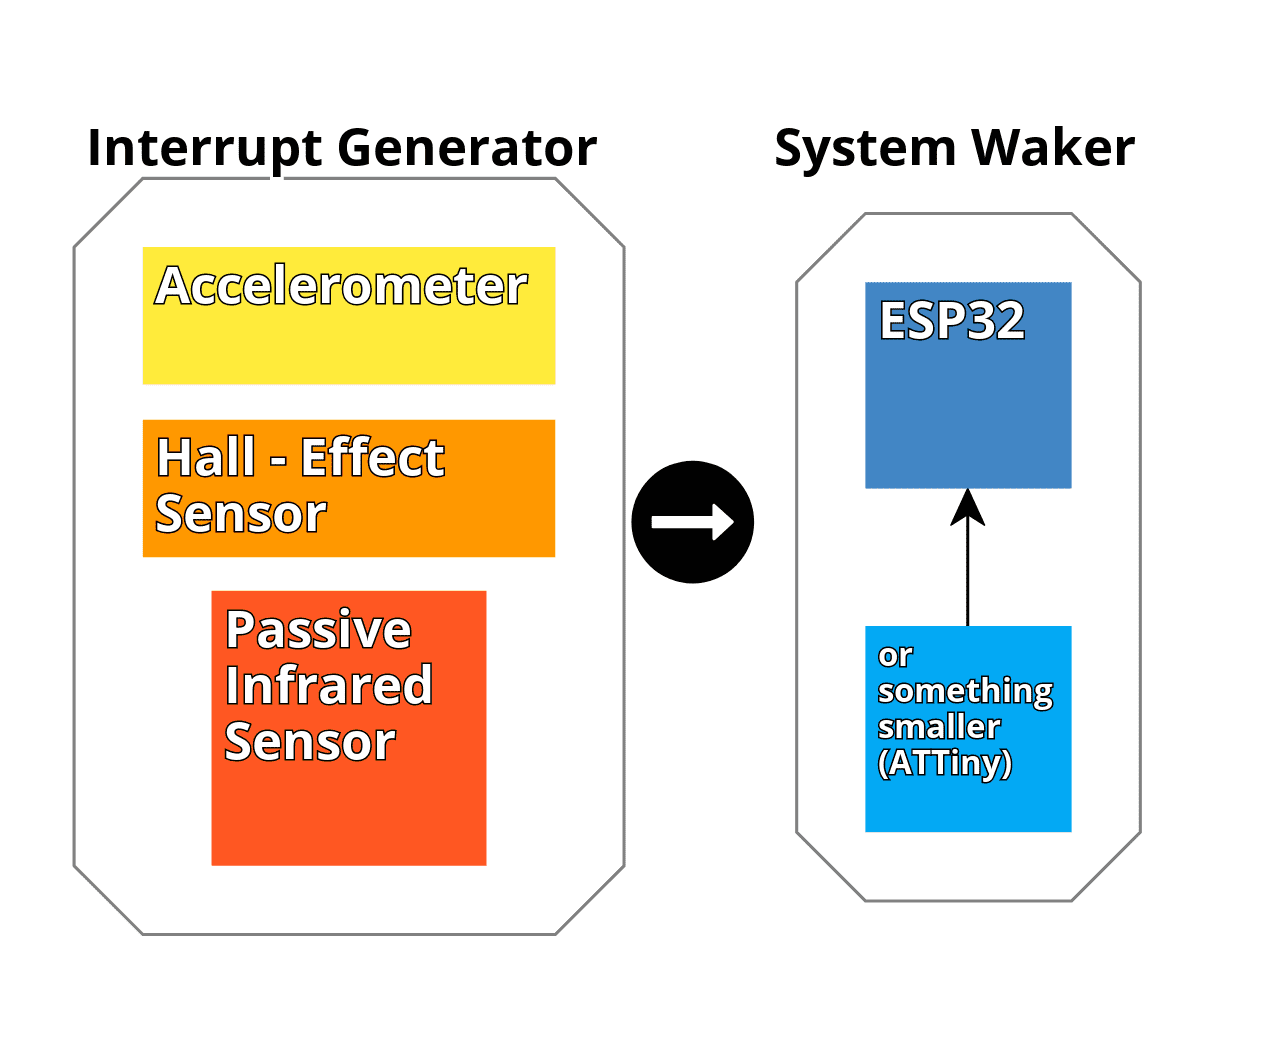 Interrupt Generator
System Waker
Accelerometer
Hall - Effect
Sensor
Passive
Infrared
Sensor
ESP32
or
something
smaller
(ATTiny)